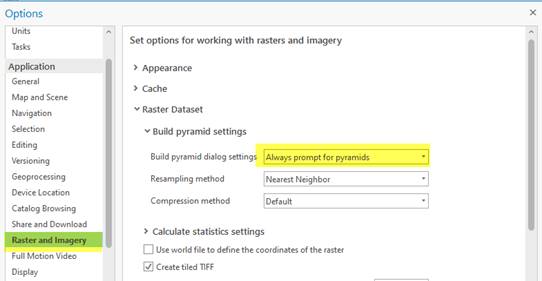 Options
Units
Tasks
Application
General
Map and Scene
Navigation
Selection
Editing
Versioning
Geoprocessing
Device Location
Catalog Browsing
Share and Download
Raster and Imagery
Full Motion Video
Display
Set options for working with rasters and imagery
Appearance
Cache
Raster Dataset
Build pyramid settings
Build pyramid dialog settings Always prompt for pyramids
Resampling method Nearest Neighbor
Compression method Default
Calculate statistics settings
Use world file to define the coordinates of the raster
Create tiled TIFF